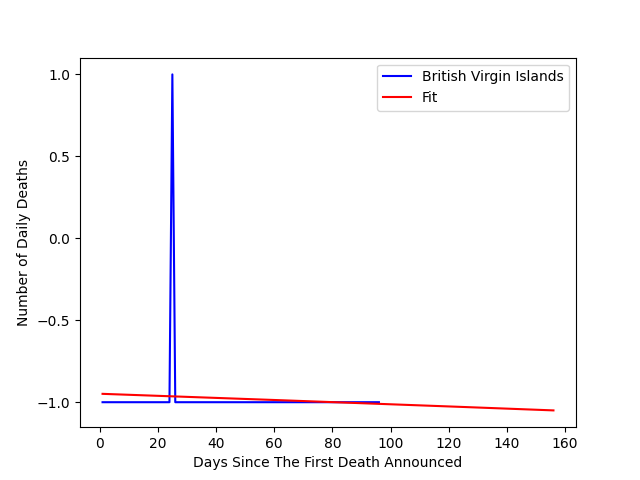 British Virgin Islands
Fit
1.0
0.5
0.0
−0.5
−1.0
Number of Daily Deaths
0 20 40 60 80 100 120 140 160
Days Since The First Death Announced